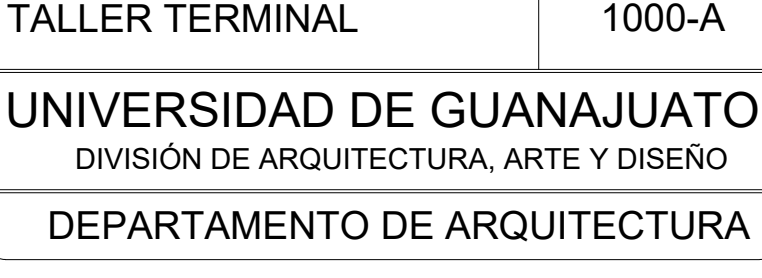 TALLER TERMINAL 1000-A
UNIVERSIDAD DE GUANAJUATO
DIVISIÓN DE ARQUITECTURA, ARTE Y DISEÑO
DEPARTAMENTO DE ARQUITECTURA